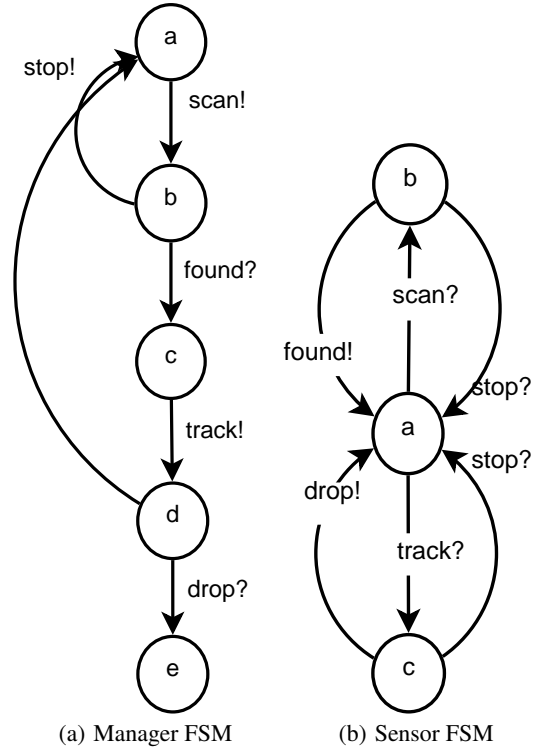 a
stop!
scan!
b
found?
c
track!
d
drop?
e
(a) Manager FSM
b
scan?
found!
stop?
a
stop?
drop!
track?
c
(b) Sensor FSM